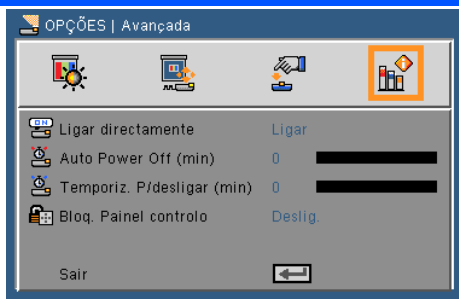 OPÇÕES | Avançada
ON Ligar directamente Ligar
Auto Power Off (min) 0
Temporiz. P/desligar (min) 0
Bloq. Painel controlo Deslig.
Sair